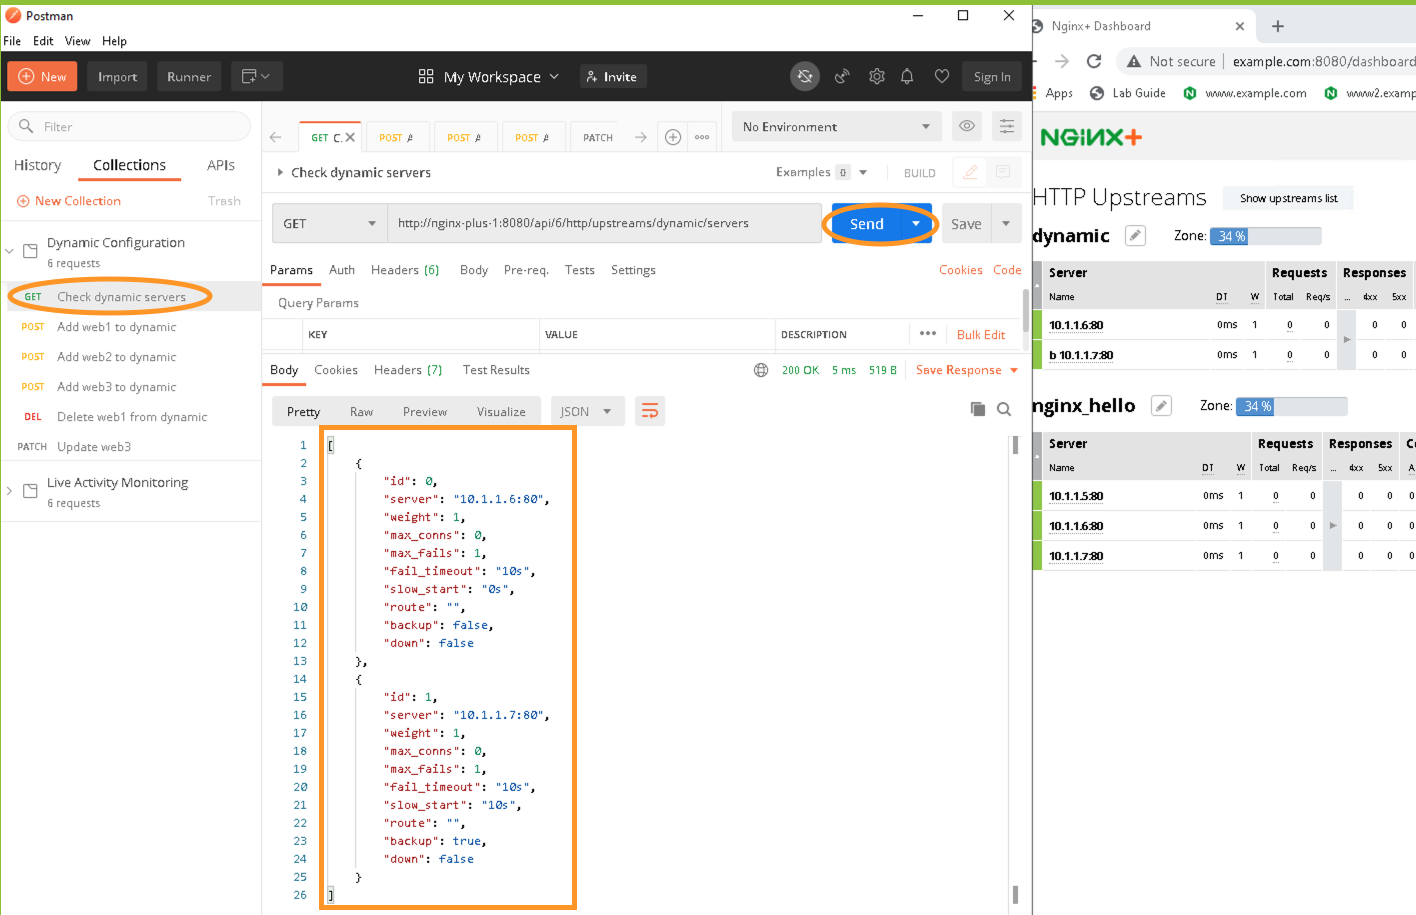 Postman
File Edit View Help
New Import Runner My Workspace Invite Sign In
Filter
History Collections APIs
New Collection Trash
Dynamic Configuration
6 requests
GET Check dynamic servers
POST Add web1 to dynamic
POST Add web2 to dynamic
POST Add web3 to dynamic
DEL Delete web1 from dynamic
PATCH Update web3
Live Activity Monitoring
6 requests
GET C. POST A POST A POST A PATCH
No Environment
Check dynamic servers Examples 0 BUILD
GET http://nginx-plus-1:8080/api/6/http/upstreams/dynamic/servers Send Save
Params Auth Headers (6) Body Pre-req. Tests Settings Cookies Code
Query Params
KEY VALUE DESCRIPTION ••• Bulk Edit
Body Cookies Headers (7) Test Results 200 OK 5 ms 519 B Save Response
Pretty Raw Preview Visualize JSON
1 [
2 {
3 "id": 0,
4 "server": "10.1.1.6:80",
5 "weight": 1,
6 "max_conns": 0,
7 "max_fails": 1,
8 "fail_timeout": "10s",
9 "slow_start": "0s",
10 "route": "",
11 "backup": false,
12 "down": false
13 },
14 {
15 "id": 1,
16 "server": "10.1.1.7:80",
17 "weight": 1,
18 "max_conns": 0,
19 "max_fails": 1,
20 "fail_timeout": "10s",
21 "slow_start": "10s",
22 "route": "",
23 "backup": true,
24 "down": false
25 }
26 ]
Nginx+ Dashboard
Not secure example.com:8080/dashboard
Apps Lab Guide www.example.com www2.examp
NGINX+
HTTP Upstreams Show upstreams list
dynamic Zone: 34 %
Server Requests Responses
Name DT W Total Req/s ... 4xx 5xx
10.1.1.6:80 0ms 1 0 0 0 0
b 10.1.1.7:80 0ms 1 0 0 0 0
nginx_hello Zone: 34 %
Server Requests Responses C
Name DT W Total Req/s ... 4xx 5xx A
10.1.1.5:80 0ms 1 0 0 0 0 0
10.1.1.6:80 0ms 1 0 0 0 0 0
10.1.1.7:80 0ms 1 0 0 0 0 0